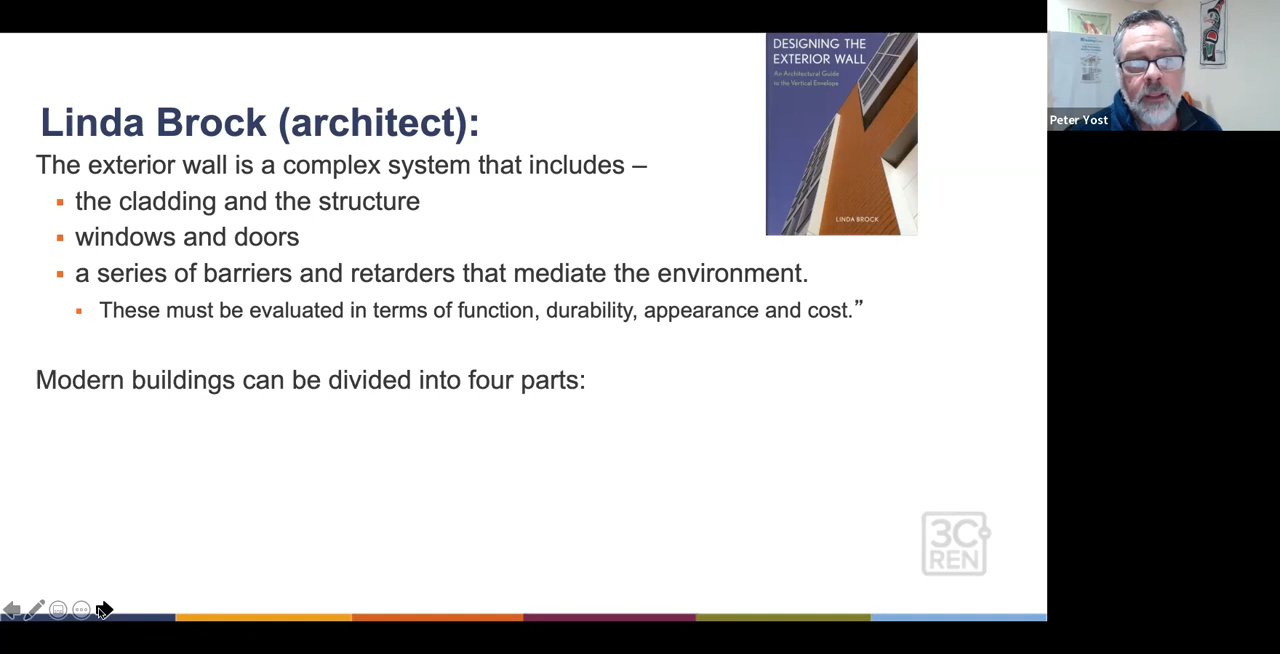 DESIGNING THE
EXTERIOR WALL
An Architectural Guide
to the Vertical Envelope
LINDA BROCK
Peter Yost
Linda Brock (architect):
The exterior wall is a complex system that includes –
the cladding and the structure
windows and doors
a series of barriers and retarders that mediate the environment.
These must be evaluated in terms of function, durability, appearance and cost.”
Modern buildings can be divided into four parts:
3C
REN